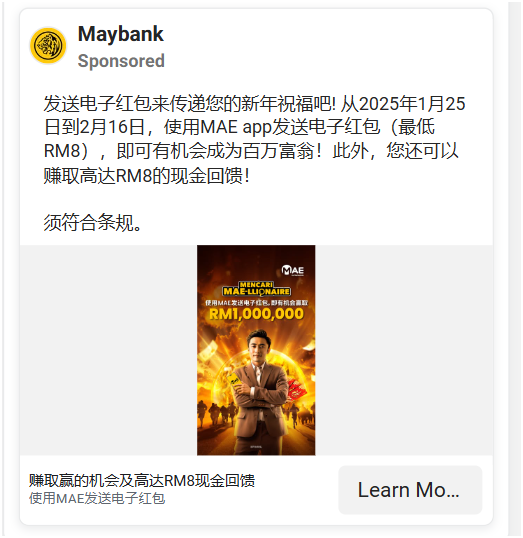 Maybank
Sponsored
发送电子红包来传递您的新年祝福吧! 从2025年1月25
日到2月16日，使用MAE app发送电子红包（最低
RM8），即可有机会成为百万富翁！此外，您还可以
赚取高达RM8的现金回馈！
须符合条规。
MAE
MENCARI
MAE-LLIONAIRE
使用MAE发送电子红包, 即有机会赢取
RM1,000,000
赚取赢的机会及高达RM8现金回馈
使用MAE发送电子红包
Learn Mo...